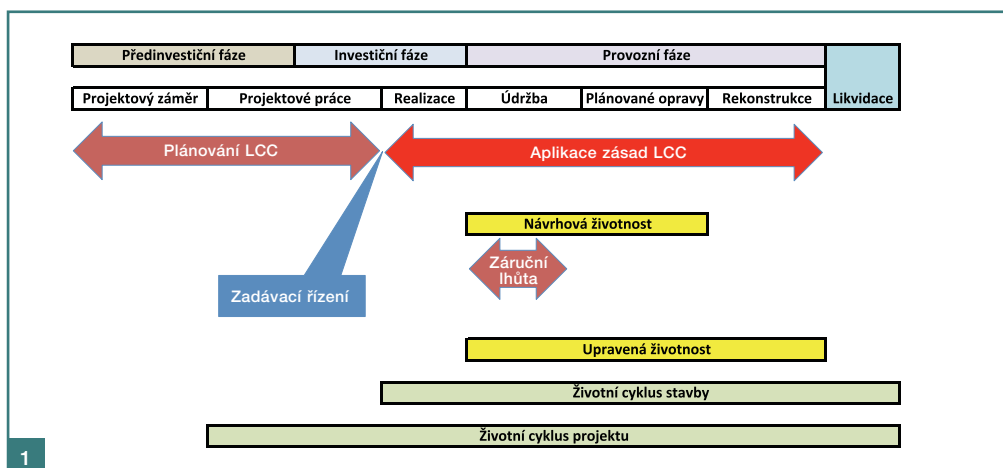 Předinvestiční fáze Investiční fáze Provozní fáze
Projektový záměr Projektové práce Realizace Údržba Plánované opravy Rekonstrukce Likvidace
Plánování LCC Aplikace zásad LCC
Návrhová životnost
Záruční
lhůta
Zadávací řízení
Upravená životnost
Životní cyklus stavby
Životní cyklus projektu
1